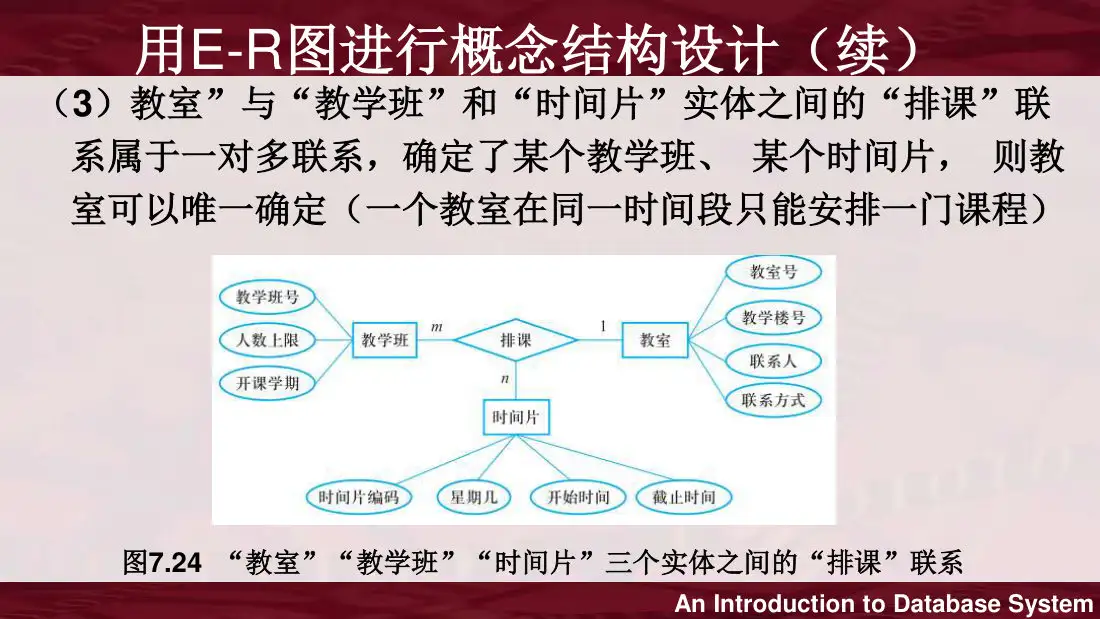 用E-R图进行概念结构设计（续）
（3）教室”与“教学班”和“时间片”实体之间的“排课”联
系属于一对多联系，确定了某个教学班、 某个时间片， 则教
室可以唯一确定（一个教室在同一时间段只能安排一门课程）
教学班号
人数上限
开课学期
教学班
m
排课
1
教室
教室号
教学楼号
联系人
联系方式
n
时间片
时间片编码
星期几
开始时间
截止时间
图7.24 “教室”“教学班”“时间片”三个实体之间的“排课”联系
An Introduction to Database System